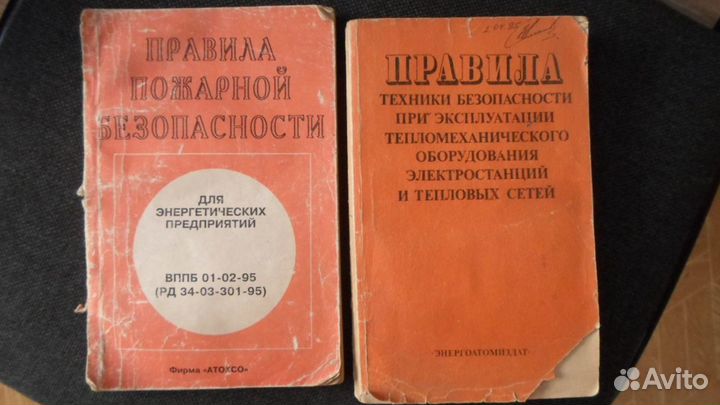 ПРАВИЛА
ПОЖАРНОЙ
БЕЗОПАСНОСТИ
ДЛЯ
ЭНЕРГЕТИЧЕСКИХ
ПРЕДПРИЯТИЙ
ВППБ 01-02-95
(РД 34-03-301-95)
Фирма «АТОКСО»
ПРАВИЛА
ТЕХНИКИ БЕЗОПАСНОСТИ
ПРИ ЭКСПЛУАТАЦИИ
ТЕПЛОМЕХАНИЧЕСКОГО
ОБОРУДОВАНИЯ
ЭЛЕКТРОСТАНЦИЙ
И ТЕПЛОВЫХ СЕТЕЙ
ЭНЕРГОАТОМИЗДАТ
Avito